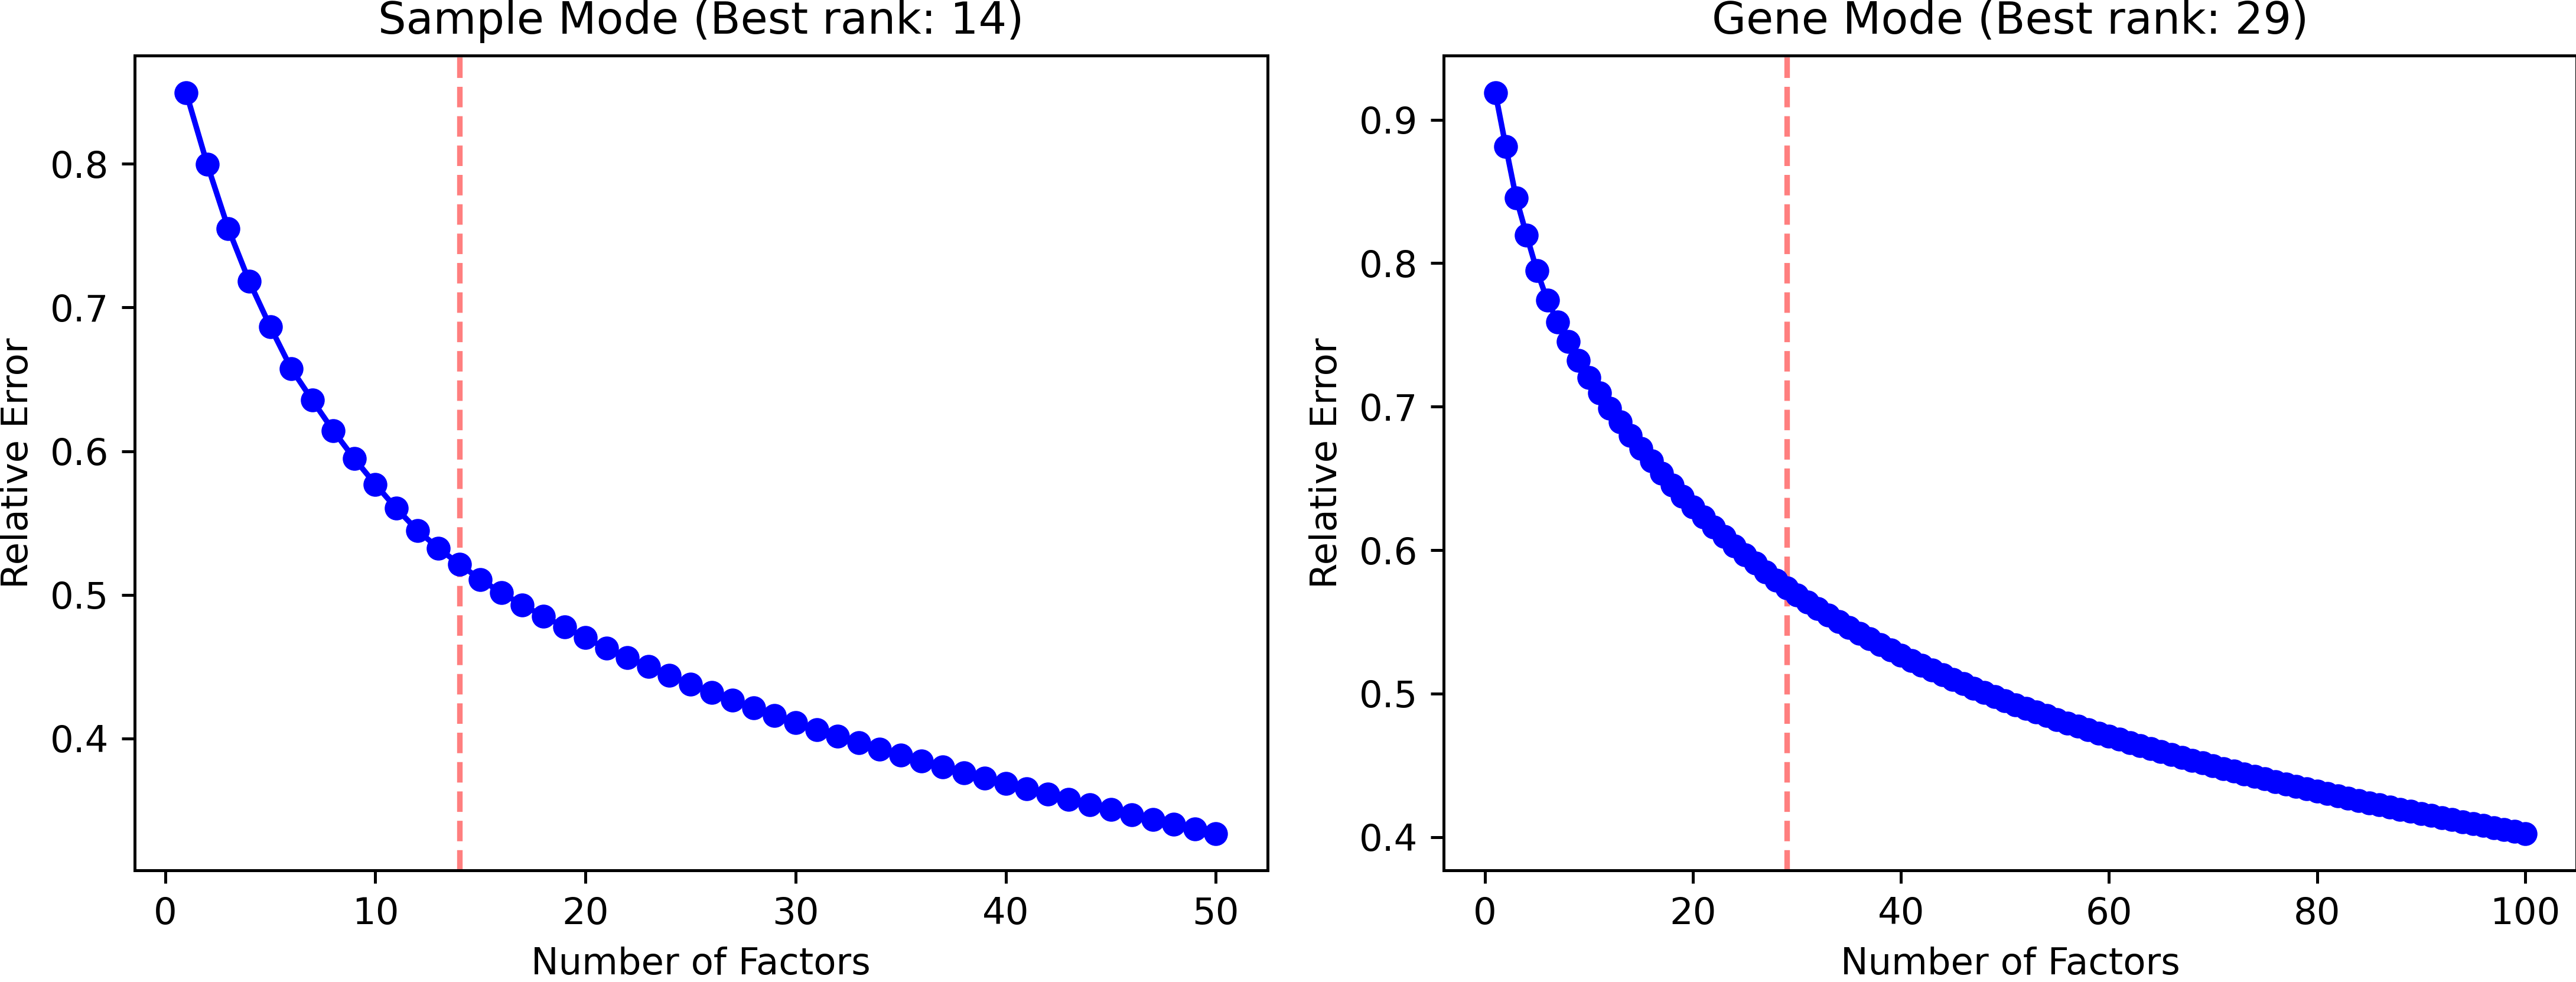 Sample Mode (Best rank: 14)
Relative Error
0.8
0.7
0.6
0.5
0.4
0 10 20 30 40 50
Number of Factors
Gene Mode (Best rank: 29)
Relative Error
0.9
0.8
0.7
0.6
0.5
0.4
0 20 40 60 80 100
Number of Factors